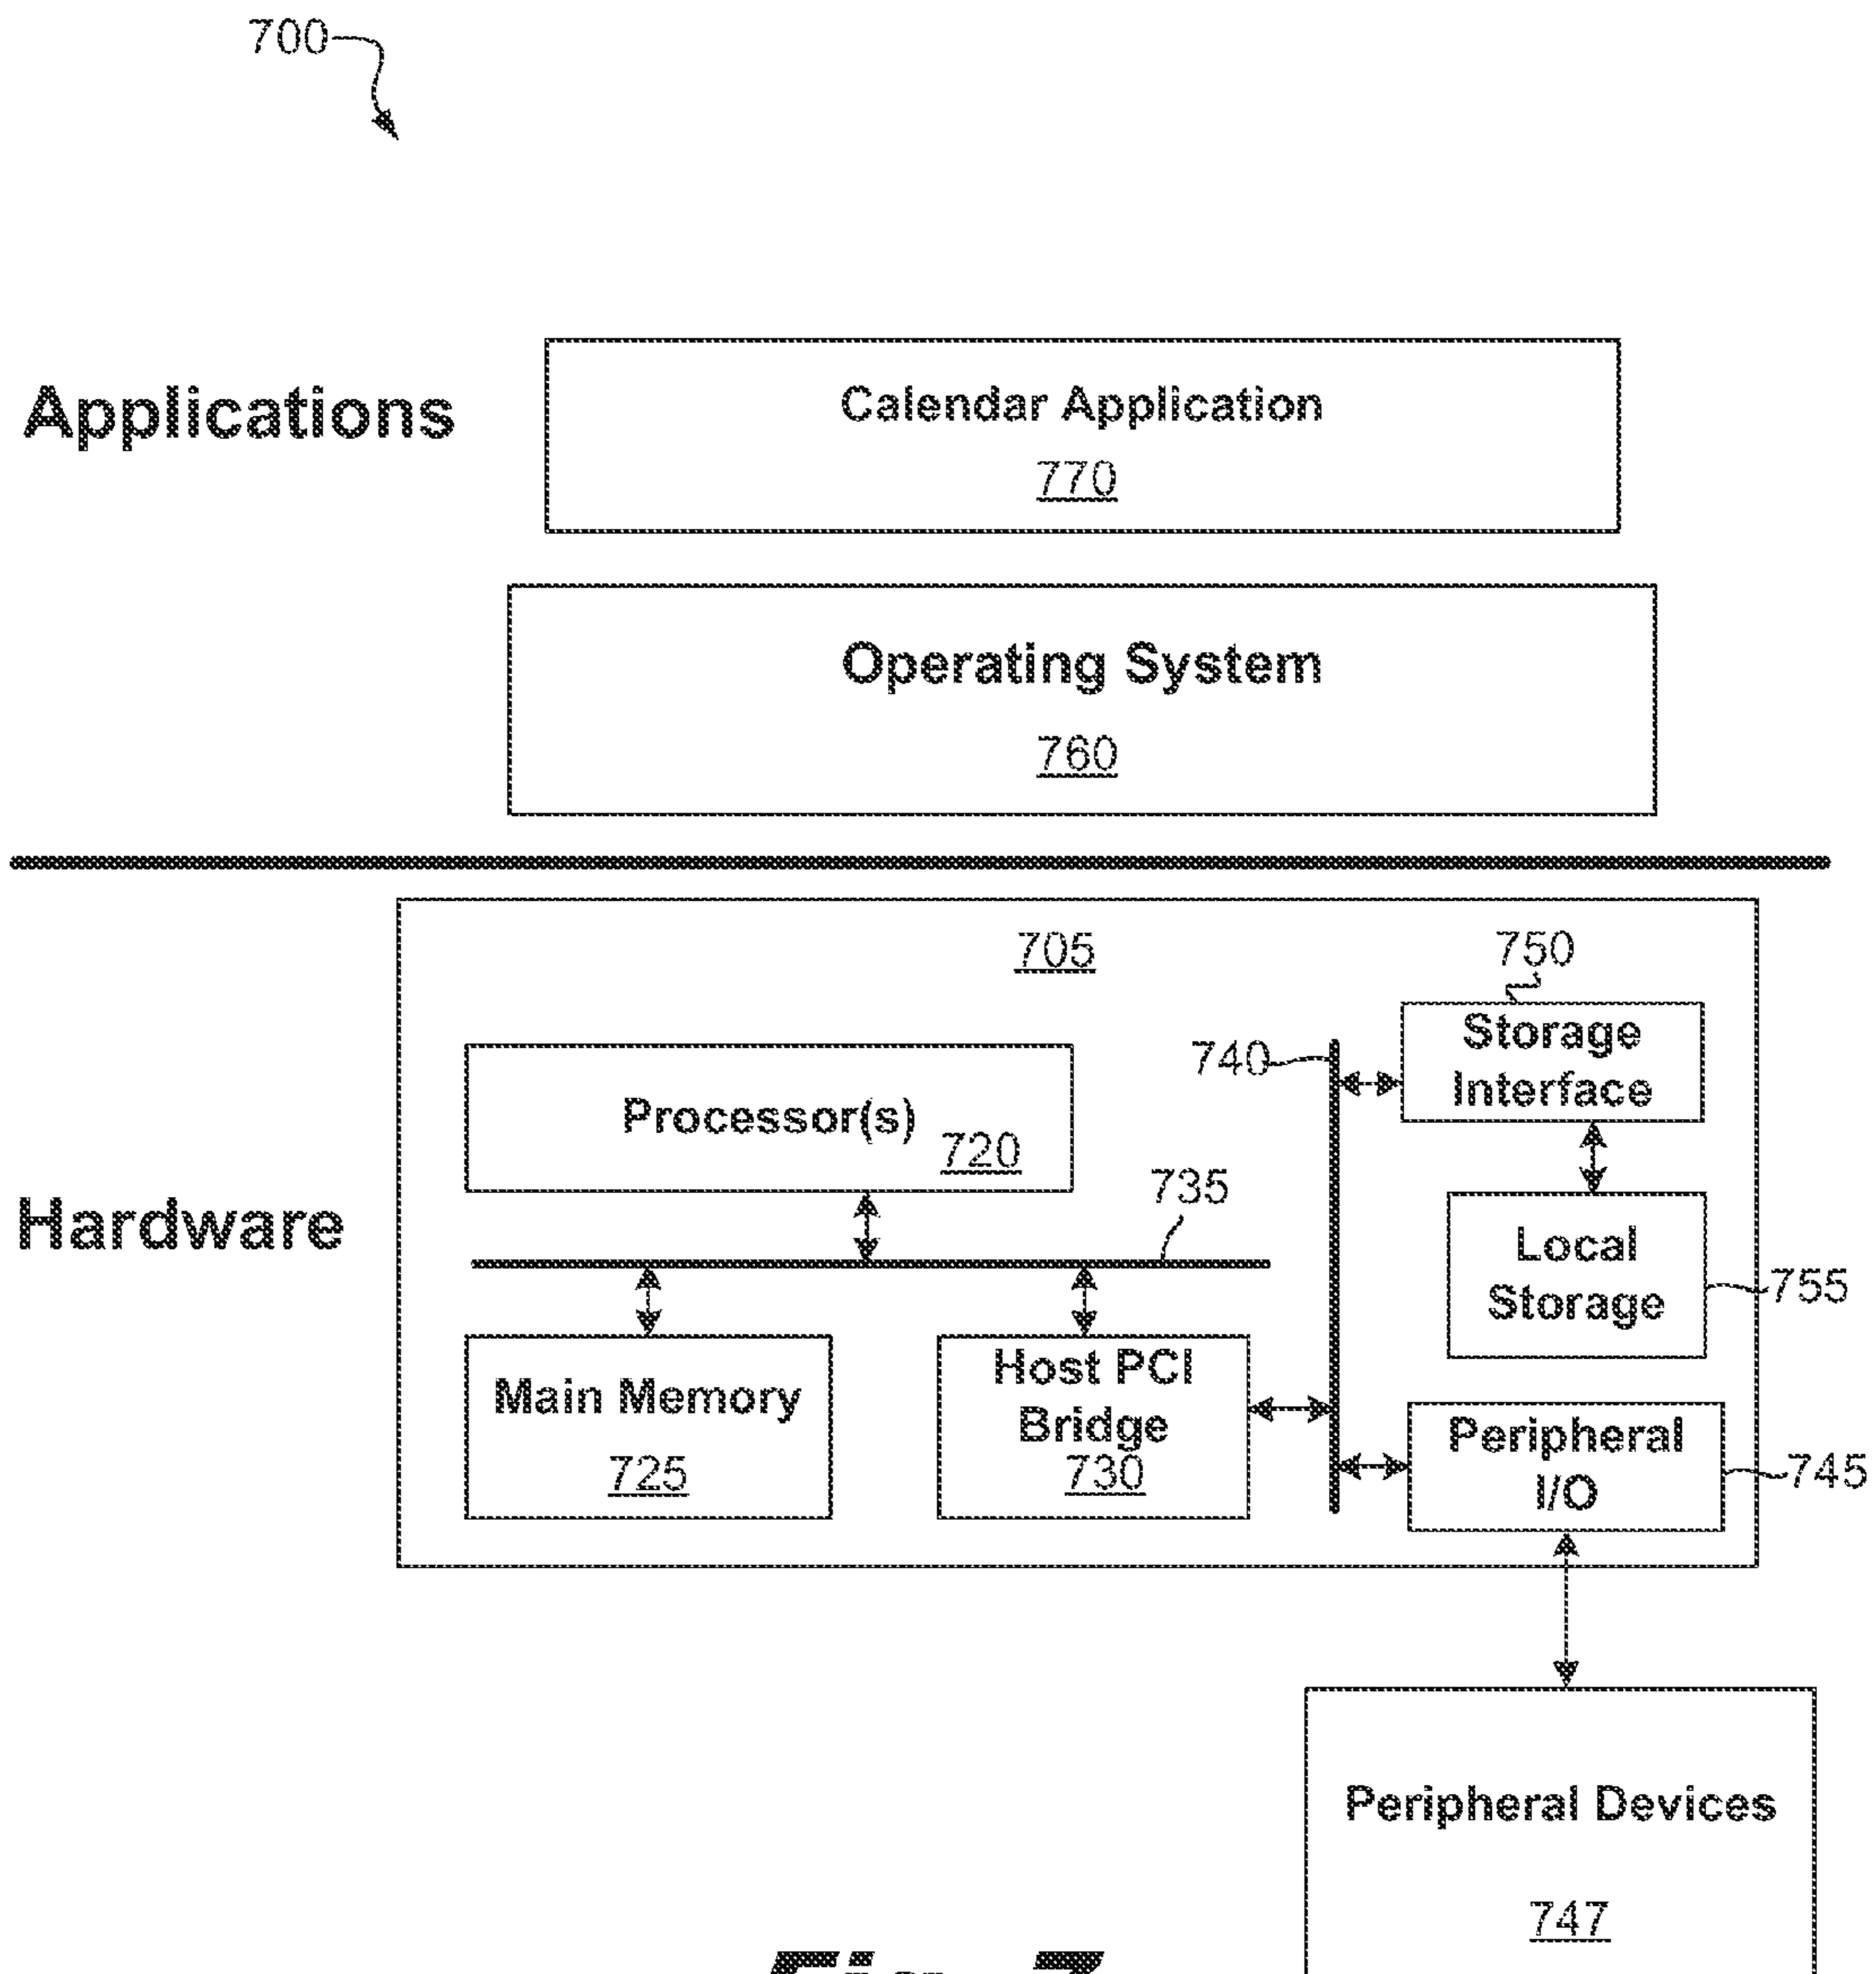 700
Applications
Calendar Application
770
Operating System
760
705
750
Storage
Interface
740
Processor(s)
720
735
Hardware
Local
Storage
755
Main Memory
725
Host PCI
Bridge
730
Peripheral
I/O
745
Peripheral Devices
747